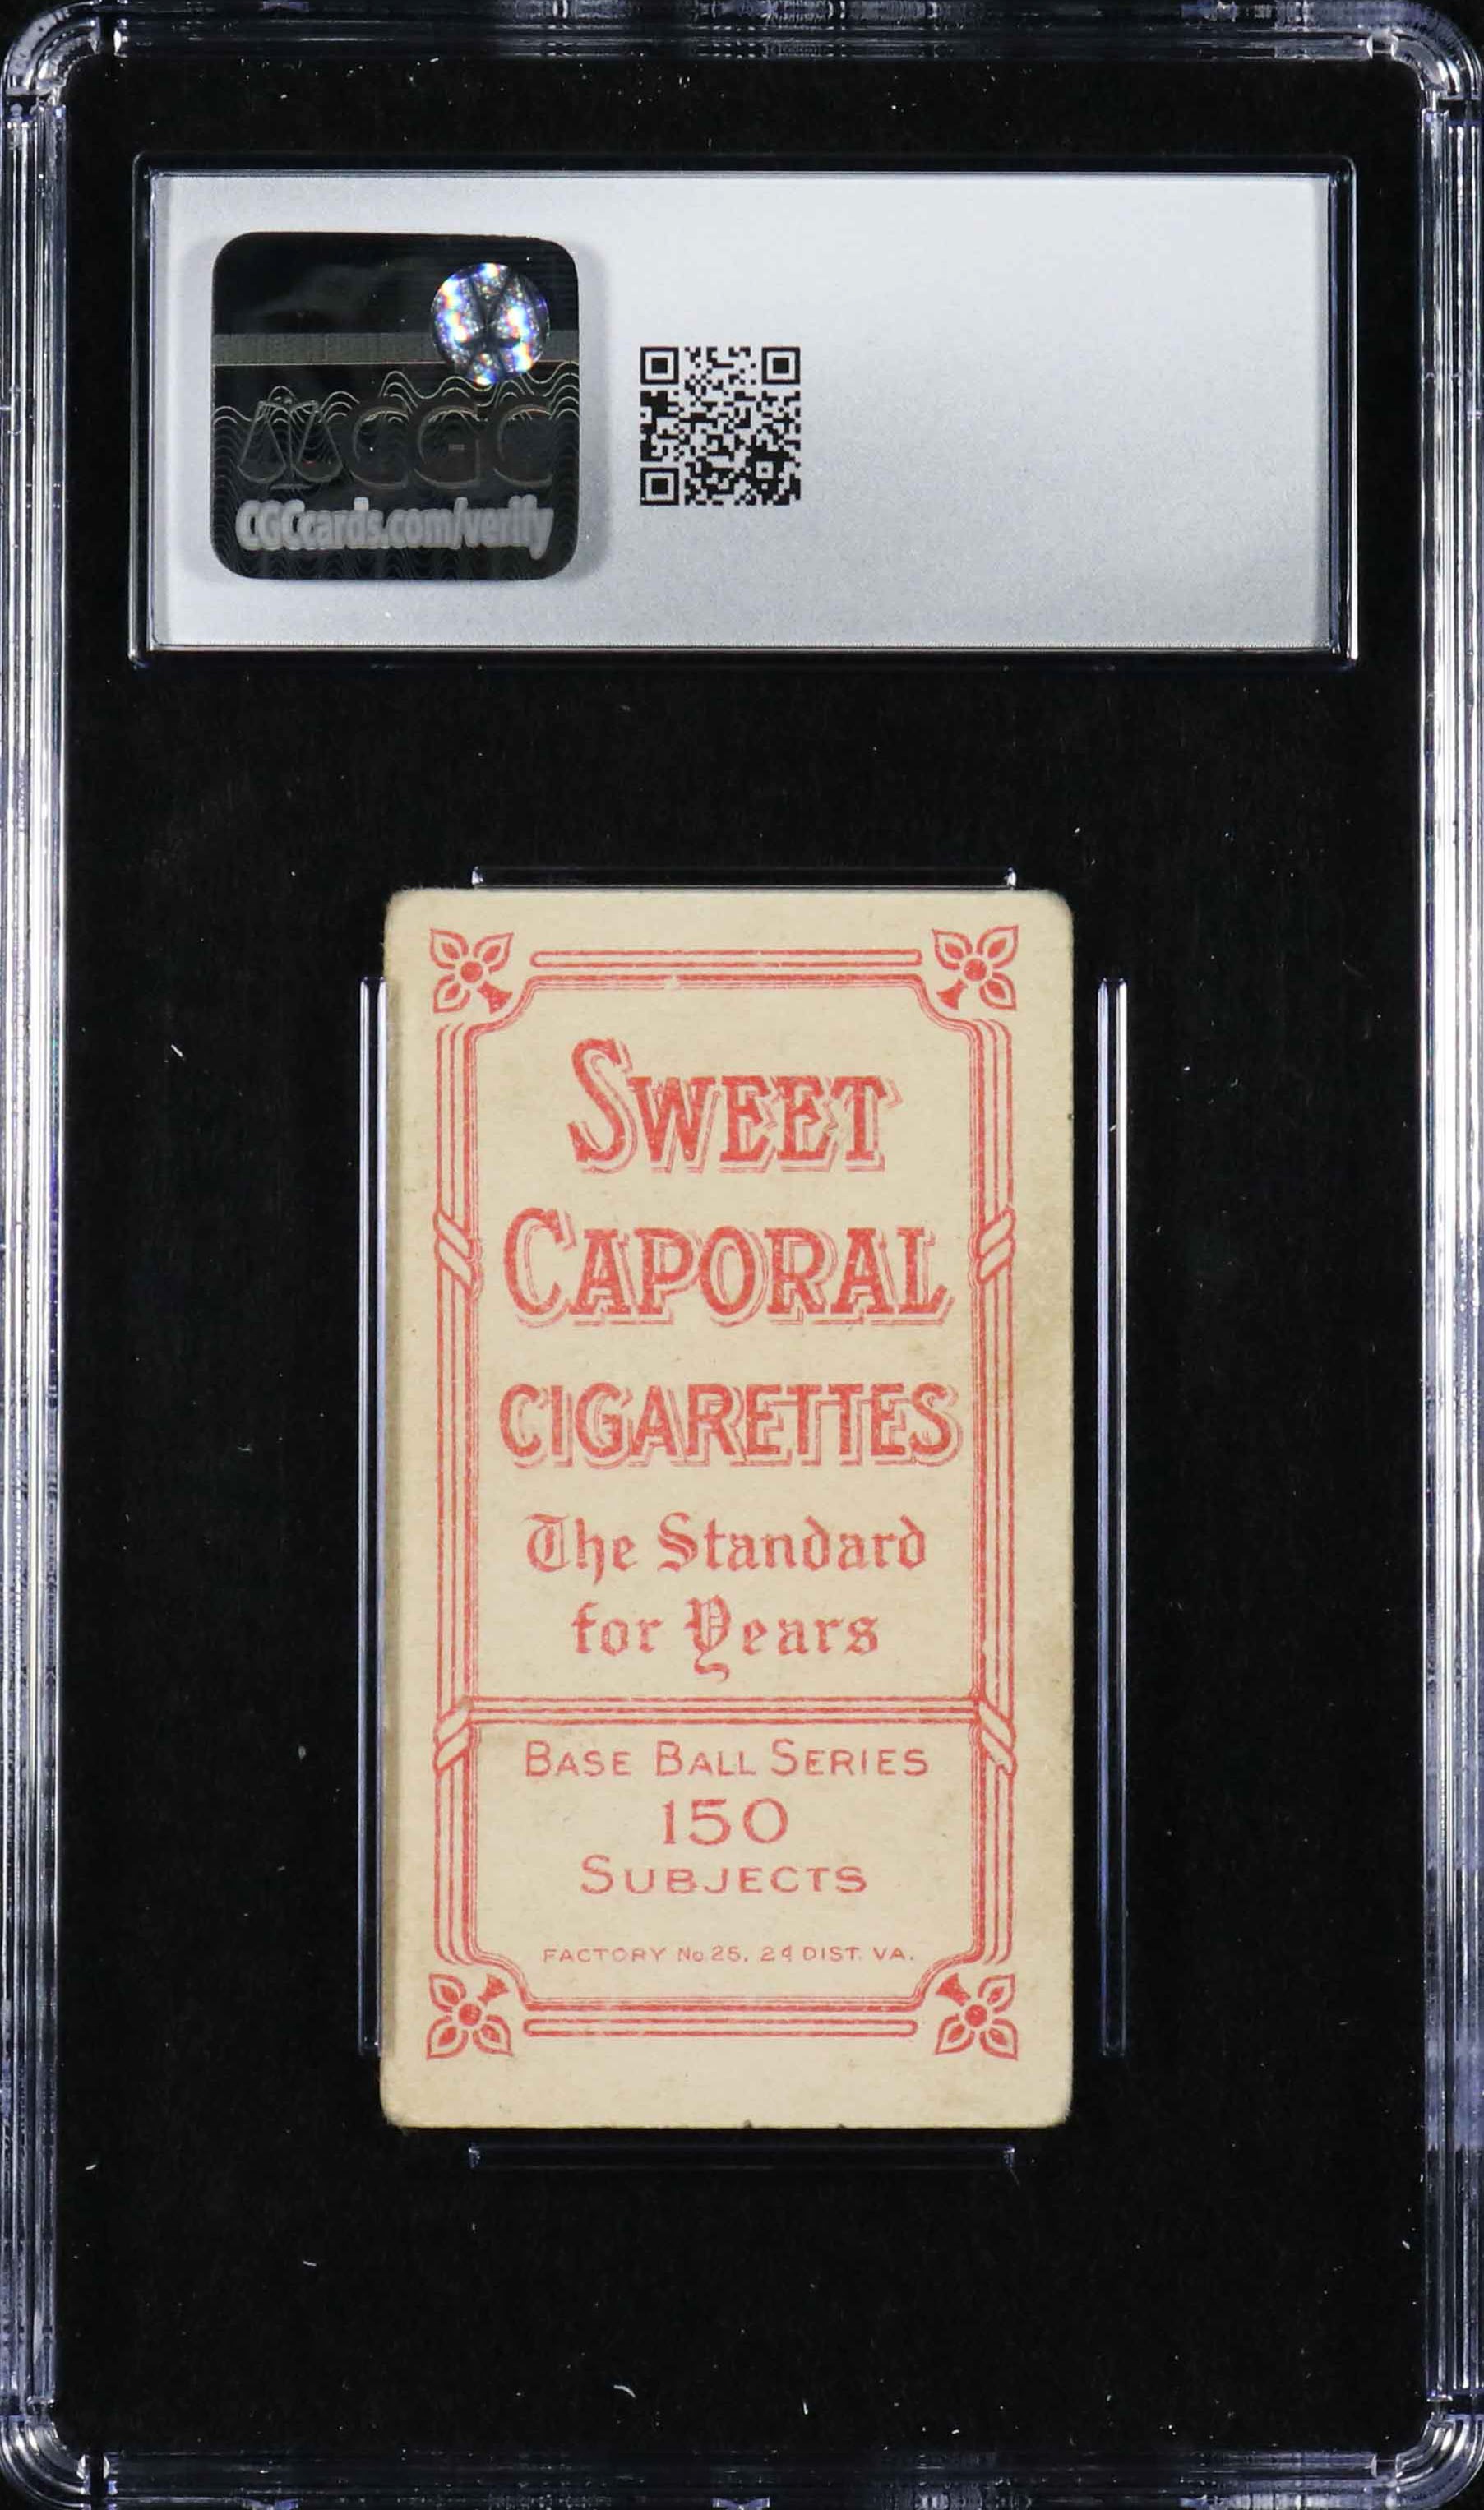 CGC
CGCcards.com/verify
SWEET
CAPORAL
CIGARETTES
The Standard
for Years
BASE BALL SERIES
150
SUBJECTS
FACTORY No. 25, 2d DIST. VA.